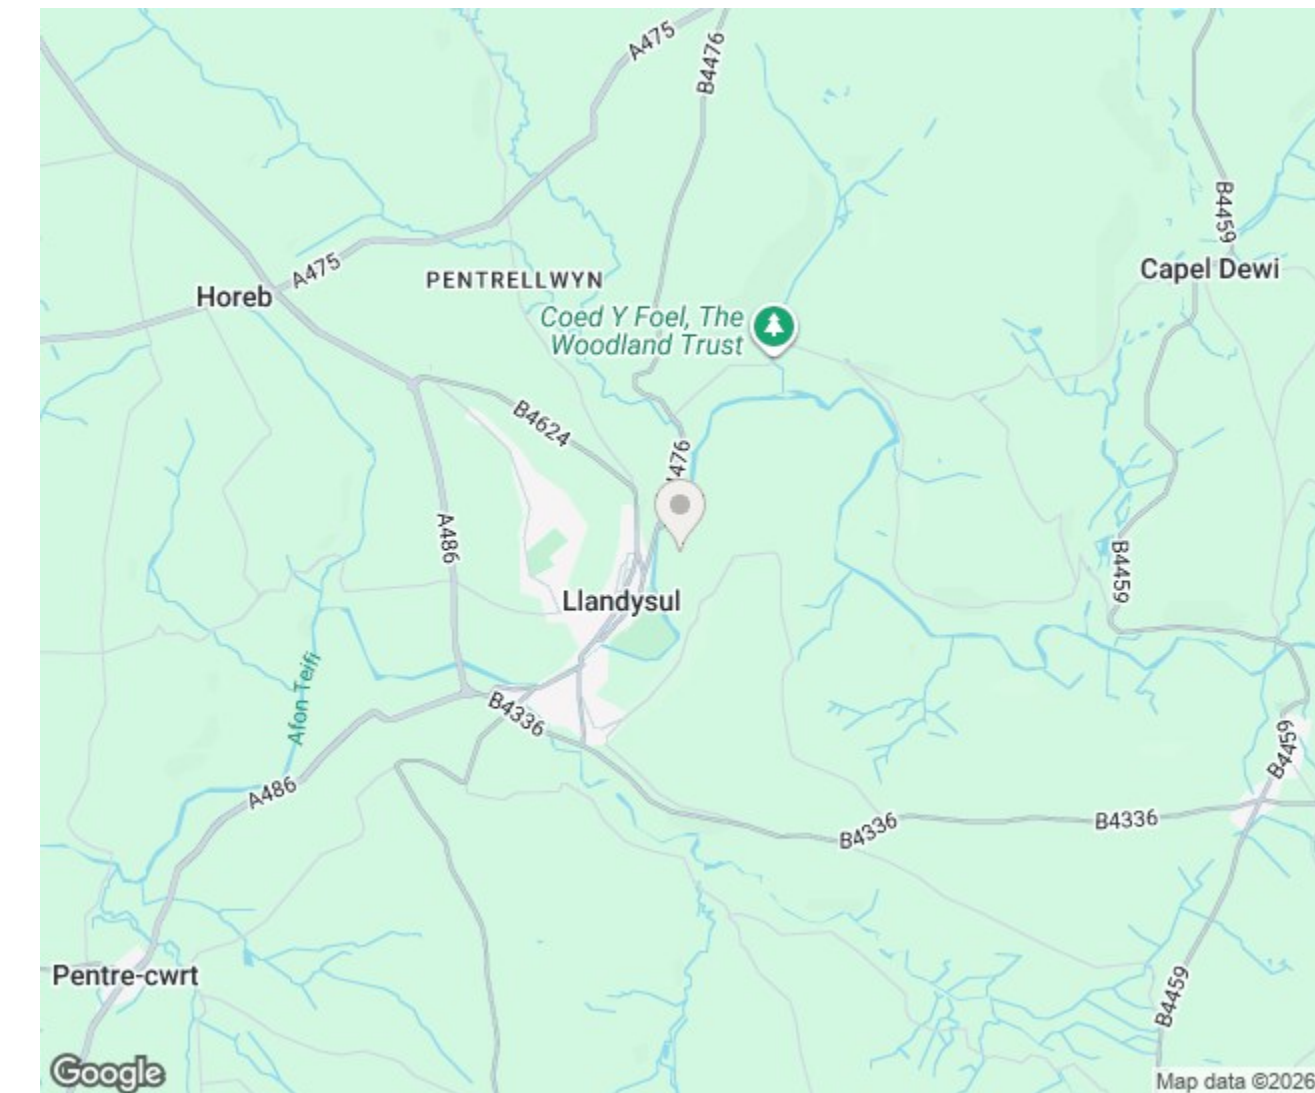 A475
B4476
B4459
Capel Dewi
A475
PENTRELLWYN
Horeb
Coed Y Foel, The
Woodland Trust
B4624
476
A486
B4459
Llandysul
Afon Teifi
B4336
B4459
A486
B4336
B4336
Pentre-cwrt
B4459
Google
Map data ©2026